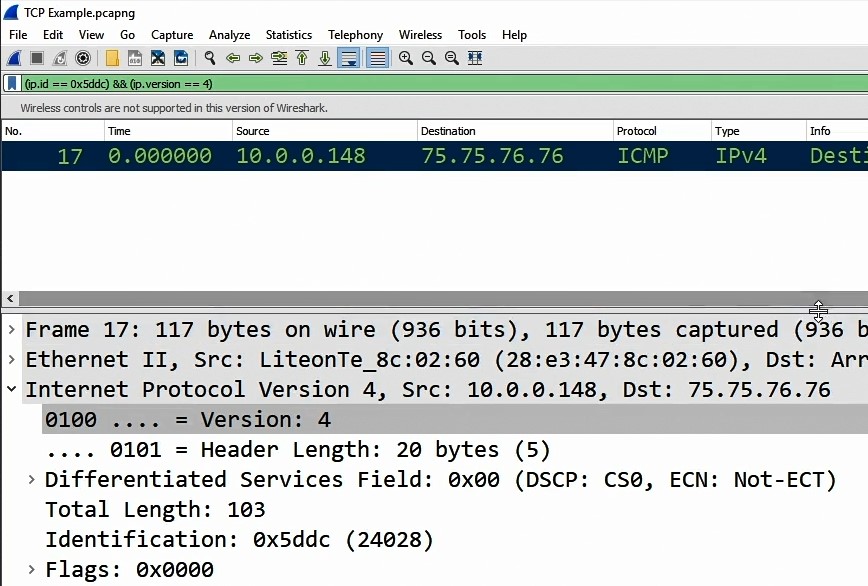 TCP Example.pcapng
File Edit View Go Capture Analyze Statistics Telephony Wireless Tools Help
(ip.id == 0x5ddc) && (ip.version == 4)
Wireless controls are not supported in this version of Wireshark.
No. Time Source Destination Protocol Type Info
17 0.000000 10.0.0.148 75.75.76.76 ICMP IPv4 Desti
Frame 17: 117 bytes on wire (936 bits), 117 bytes captured (936 b
Ethernet II, Src: LiteonTe_8c:02:60 (28:e3:47:8c:02:60), Dst: Arr
Internet Protocol Version 4, Src: 10.0.0.148, Dst: 75.75.76.76
0100 .... = Version: 4
.... 0101 = Header Length: 20 bytes (5)
Differentiated Services Field: 0x00 (DSCP: CS0, ECN: Not-ECT)
Total Length: 103
Identification: 0x5ddc (24028)
Flags: 0x0000